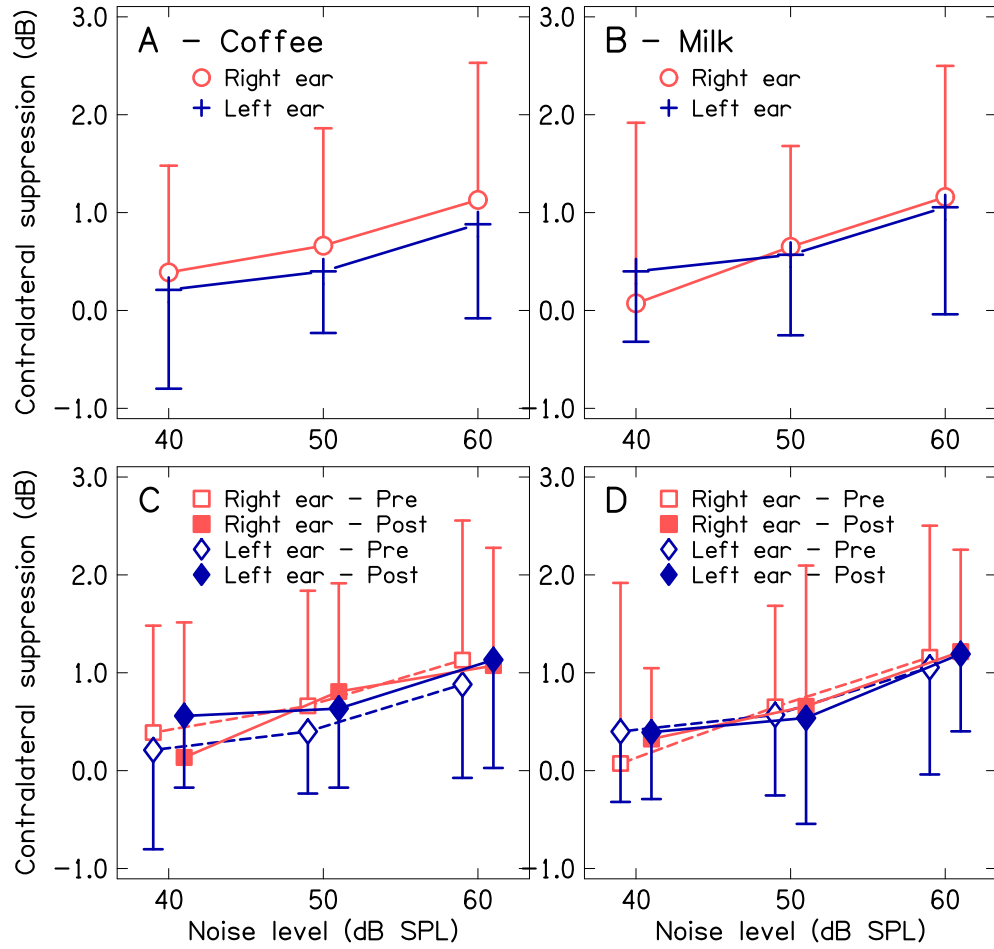 A – Coffee
Right ear
Left ear
Contralateral suppression (dB)
3.0
2.0
1.0
0.0
−1.0
40
50
60
B – Milk
Right ear
Left ear
3.0
2.0
1.0
0.0
−1.0
40
50
60
C
Right ear – Pre
Right ear – Post
Left ear – Pre
Left ear – Post
Contralateral suppression (dB)
3.0
2.0
1.0
0.0
−1.0
40
50
60
Noise level (dB SPL)
D
Right ear – Pre
Right ear – Post
Left ear – Pre
Left ear – Post
3.0
2.0
1.0
0.0
−1.0
40
50
60
Noise level (dB SPL)